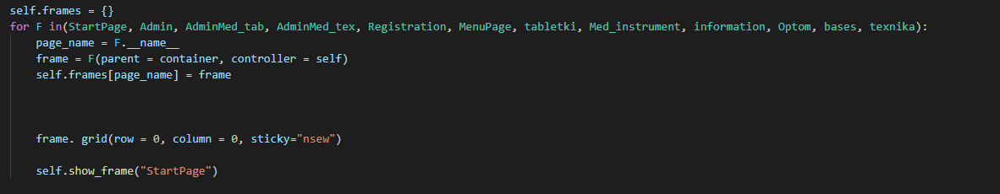 self.frames = {}
for F in(StartPage, Admin, AdminMed_tab, AdminMed_tex, Registration, MenuPage, tabletki, Med_instrument, information, Optom, bases, texnika):
    page_name = F.__name__
    frame = F(parent = container, controller = self)
    self.frames[page_name] = frame
    frame. grid(row = 0, column = 0, sticky="nsew")
    self.show_frame("StartPage")